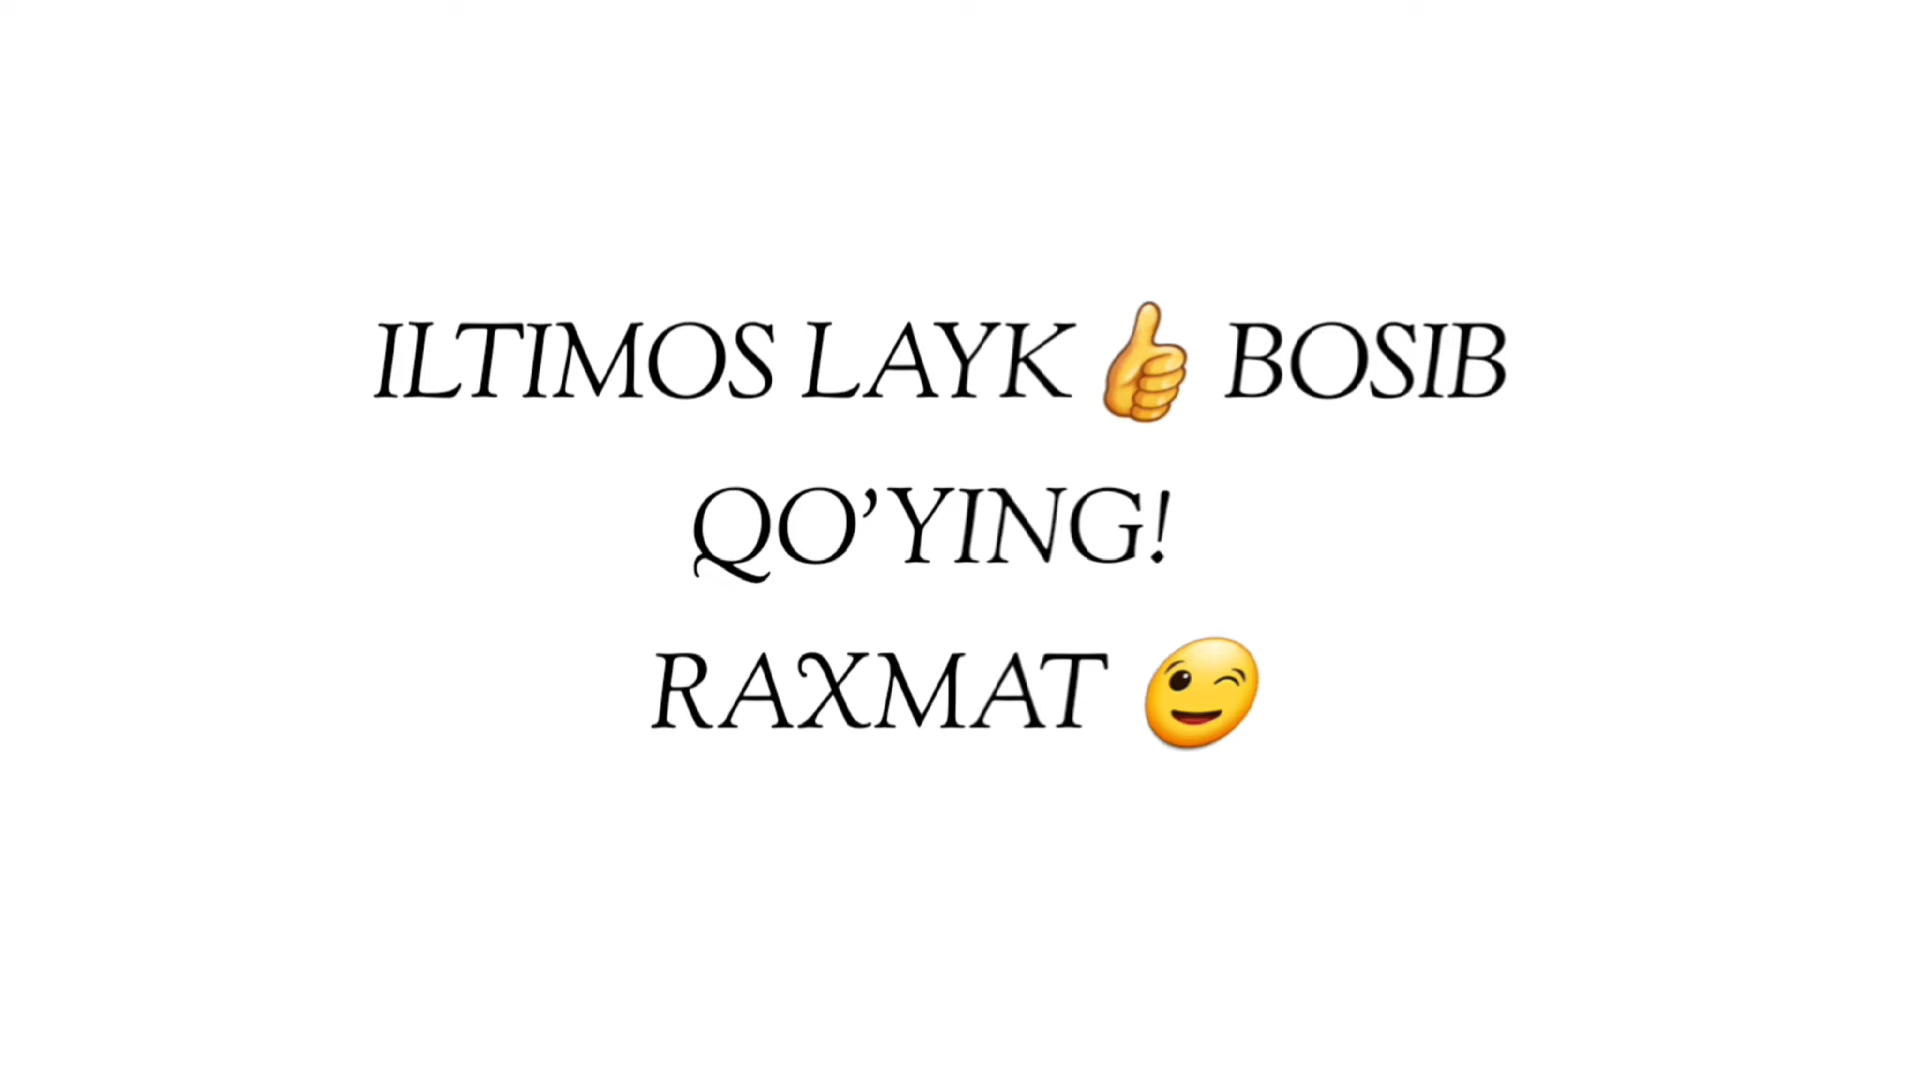 ILTIMOS LAYK 👍 BOSIB
QO’YING!
RAXMAT 😉